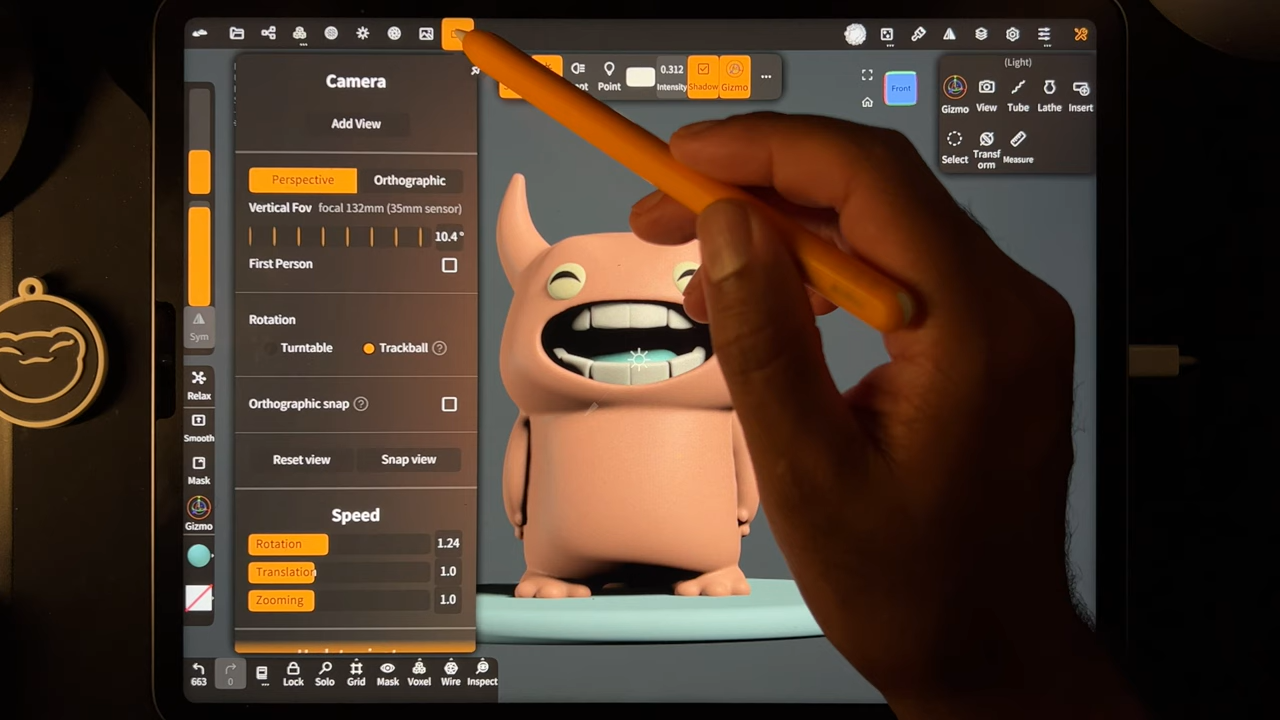 Camera
Add View
Perspective Orthographic
Vertical Fov focal 132mm (35mm sensor)
10.4°
First Person
Rotation
Turntable Trackball ?
Orthographic snap ?
Reset view Snap view
Speed
Rotation 1.24
Translation 1.0
Zooming 1.0
Point
0.312
Intensity
Shadow
Gizmo
Front
(Light)
Gizmo View Tube Lathe Insert
Select Transf
orm Measure
Sym
Relax
Smooth
Mask
Gizmo
663 0 Lock Solo Grid Mask Voxel Wire Inspect